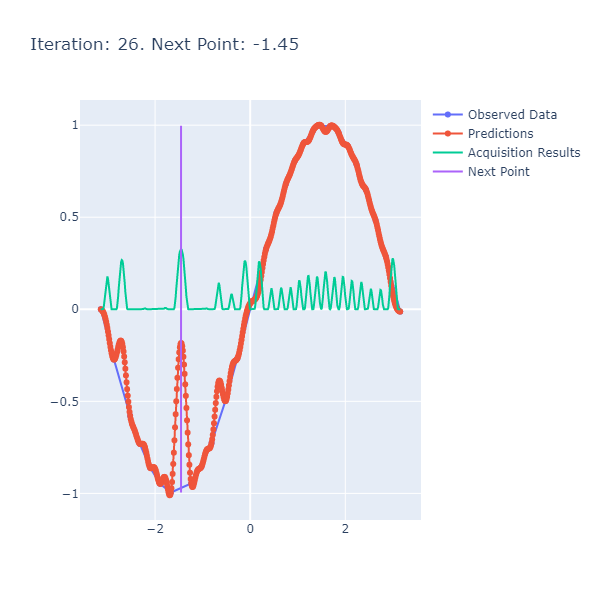 Iteration: 26. Next Point: -1.45
Observed Data
Predictions
Acquisition Results
Next Point
1
0.5
0
−0.5
−1
−2
0
2